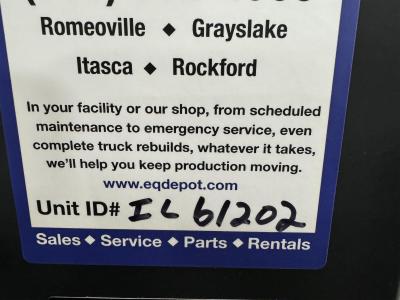 Romeoville ◆ Grayslake
Itasca ◆ Rockford
In your facility or our shop, from scheduled
maintenance to emergency service, even
complete truck rebuilds, whatever it takes,
we'll help you keep production moving.
www.eqdepot.com
Unit ID# IL 61202
Sales ◆ Service ◆ Parts ◆ Rentals